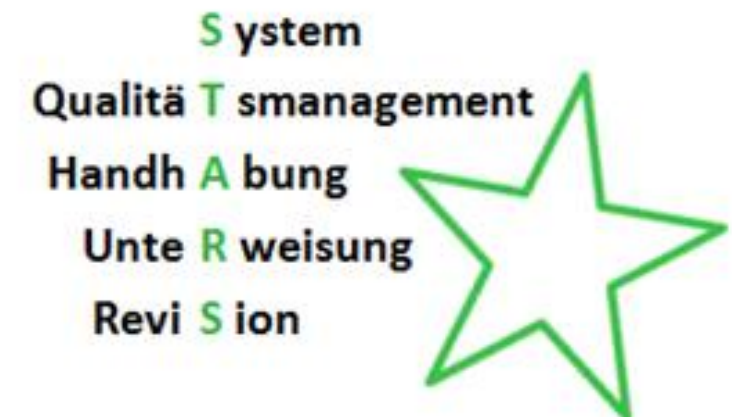 S ystem
Qualitä T smanagement
Handh A bung
Unte R weisung
Revi S ion